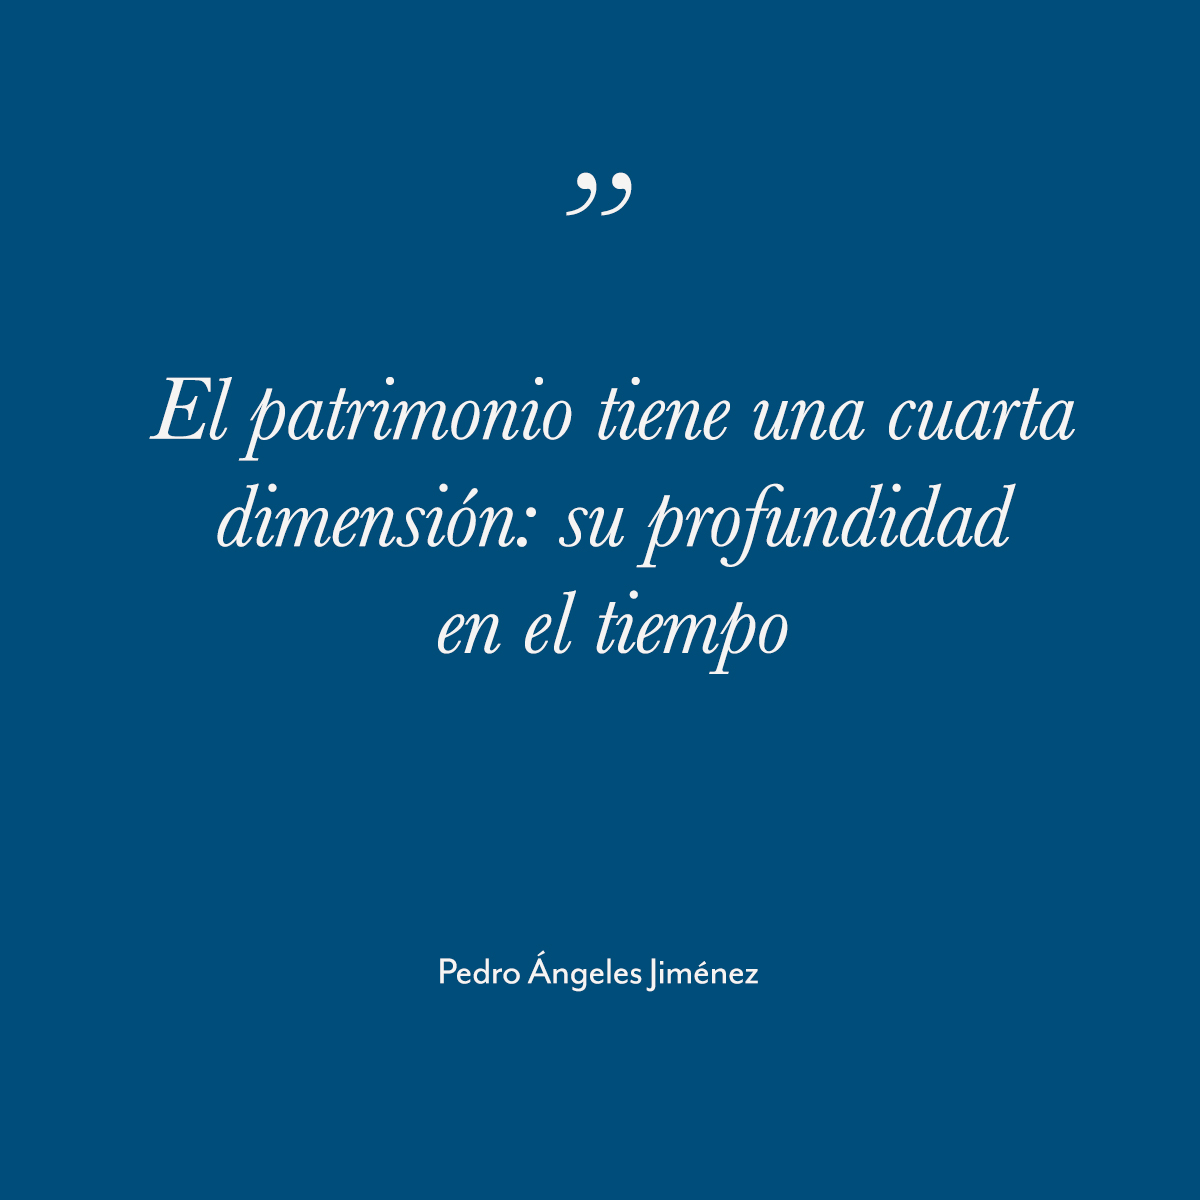 ”
El patrimonio tiene una cuarta
dimensión: su profundidad
en el tiempo
Pedro Ángeles Jiménez